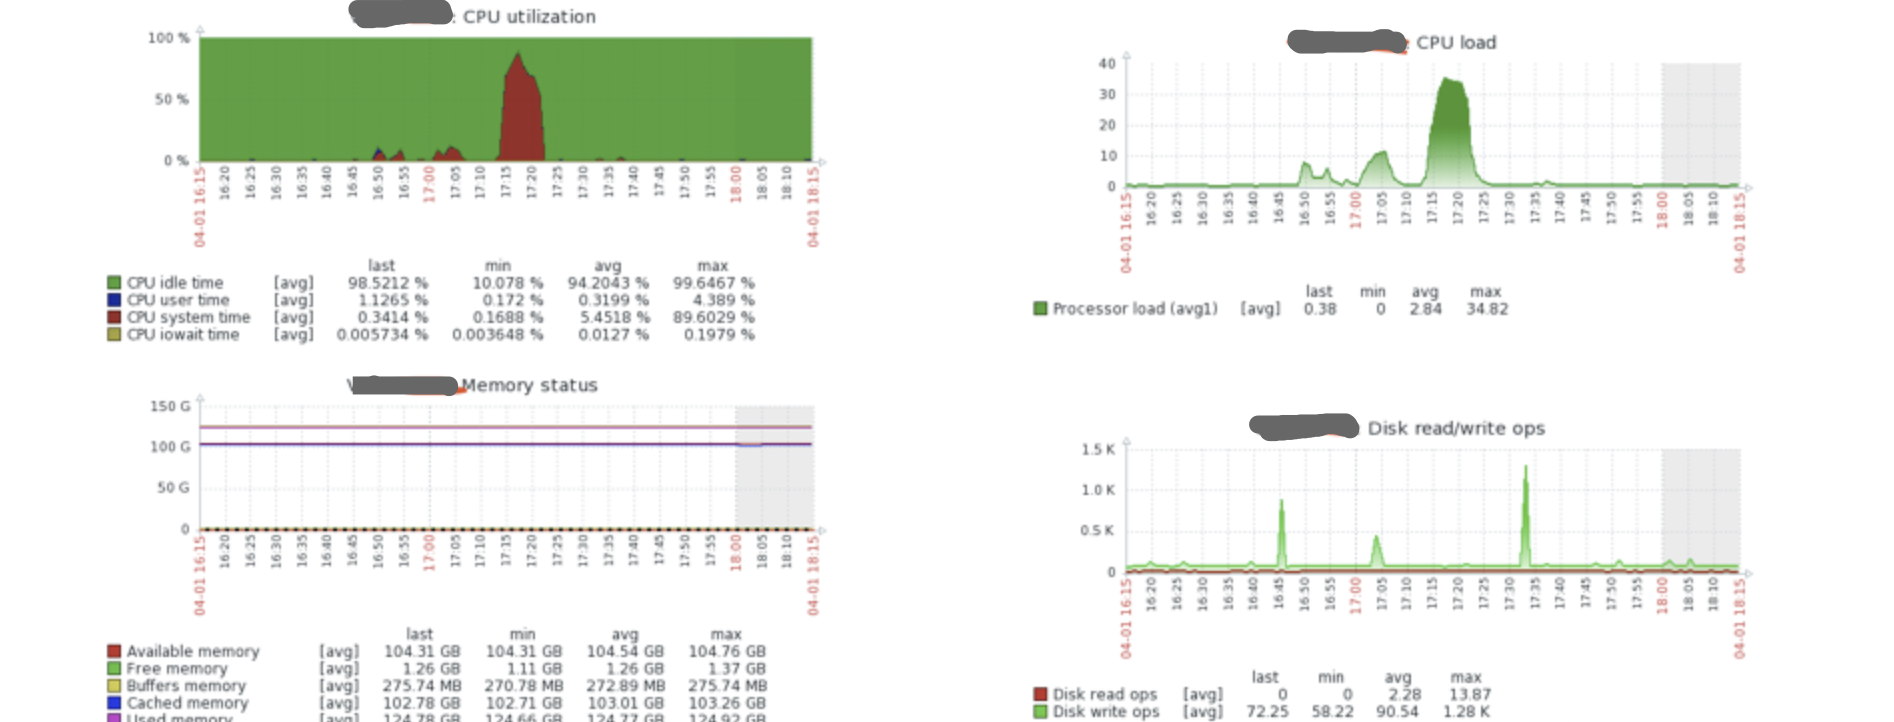 : CPU utilization
100 %
50 %
0 %
04-01 16:15 16:20 16:25 16:30 16:35 16:40 16:45 16:50 16:55 17:00 17:05 17:10 17:15 17:20 17:25 17:30 17:35 17:40 17:45 17:50 17:55 18:00 18:05 18:10 04-01 18:15
last min avg max
CPU idle time [avg] 98.5212 % 10.078 % 94.2043 % 99.6467 %
CPU user time [avg] 1.1265 % 0.172 % 0.3199 % 4.389 %
CPU system time [avg] 0.3414 % 0.1688 % 5.4518 % 89.6029 %
CPU iowait time [avg] 0.005734 % 0.003648 % 0.0127 % 0.1979 %
CPU load
40
30
20
10
0
04-01 16:15 16:20 16:25 16:30 16:35 16:40 16:45 16:50 16:55 17:00 17:05 17:10 17:15 17:20 17:25 17:30 17:35 17:40 17:45 17:50 17:55 18:00 18:05 18:10 04-01 18:15
last min avg max
Processor load (avg1) [avg] 0.38 0 2.84 34.82
Memory status
150 G
100 G
50 G
0
04-01 16:15 16:20 16:25 16:30 16:35 16:40 16:45 16:50 16:55 17:00 17:05 17:10 17:15 17:20 17:25 17:30 17:35 17:40 17:45 17:50 17:55 18:00 18:05 18:10 04-01 18:15
last min avg max
Available memory [avg] 104.31 GB 104.31 GB 104.54 GB 104.76 GB
Free memory [avg] 1.26 GB 1.11 GB 1.26 GB 1.37 GB
Buffers memory [avg] 275.74 MB 270.78 MB 272.89 MB 275.74 MB
Cached memory [avg] 102.78 GB 102.71 GB 103.01 GB 103.26 GB
Used memory [avg] 124.78 GB 124.66 GB 124.77 GB 124.92 GB
Disk read/write ops
1.5 K
1.0 K
0.5 K
0
04-01 16:15 16:20 16:25 16:30 16:35 16:40 16:45 16:50 16:55 17:00 17:05 17:10 17:15 17:20 17:25 17:30 17:35 17:40 17:45 17:50 17:55 18:00 18:05 18:10 04-01 18:15
last min avg max
Disk read ops [avg] 0 0 2.28 13.87
Disk write ops [avg] 72.25 58.22 90.54 1.28 K